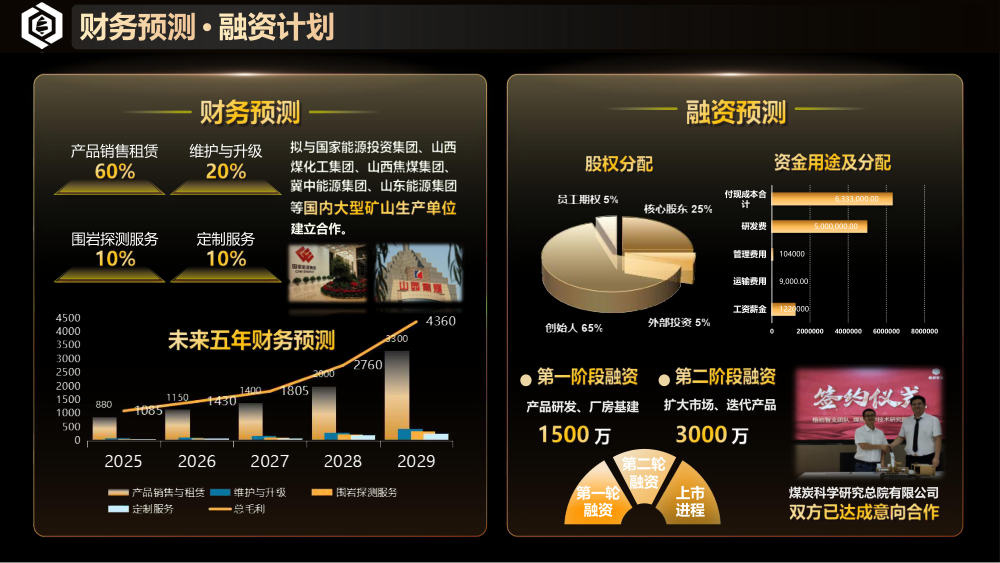 财务预测·融资计划
财务预测
产品销售租赁
60%
维护与升级
20%
围岩探测服务
10%
定制服务
10%
拟与国家能源投资集团、山西
煤化工集团、山西焦煤集团、
冀中能源集团、山东能源集团
等国内大型矿山生产单位
建立合作。
山西焦煤
未来五年财务预测
4500
4000
3500
3000
2500
2000
1500
1000
500
0
880
1085
1150
1430
1400
1805
2000
2760
3300
4360
2025
2026
2027
2028
2029
产品销售与租赁
维护与升级
围岩探测服务
定制服务
总毛利
融资预测
股权分配
员工期权 5%
核心股东 25%
创始人 65%
外部投资 5%
资金用途及分配
付现成本合
计
6,333,000.00
研发费
5,000,000.00
管理费用
104000
运输费用
9,000.00
工资薪金
1220000
0
2000000
4000000
6000000
8000000
第一阶段融资
产品研发、厂房基建
1500 万
第二阶段融资
扩大市场、迭代产品
3000 万
第一轮
融资
第二轮
融资
上市
进程
签约仪式
煤炭科学研究总院有限公司
双方已达成意向合作